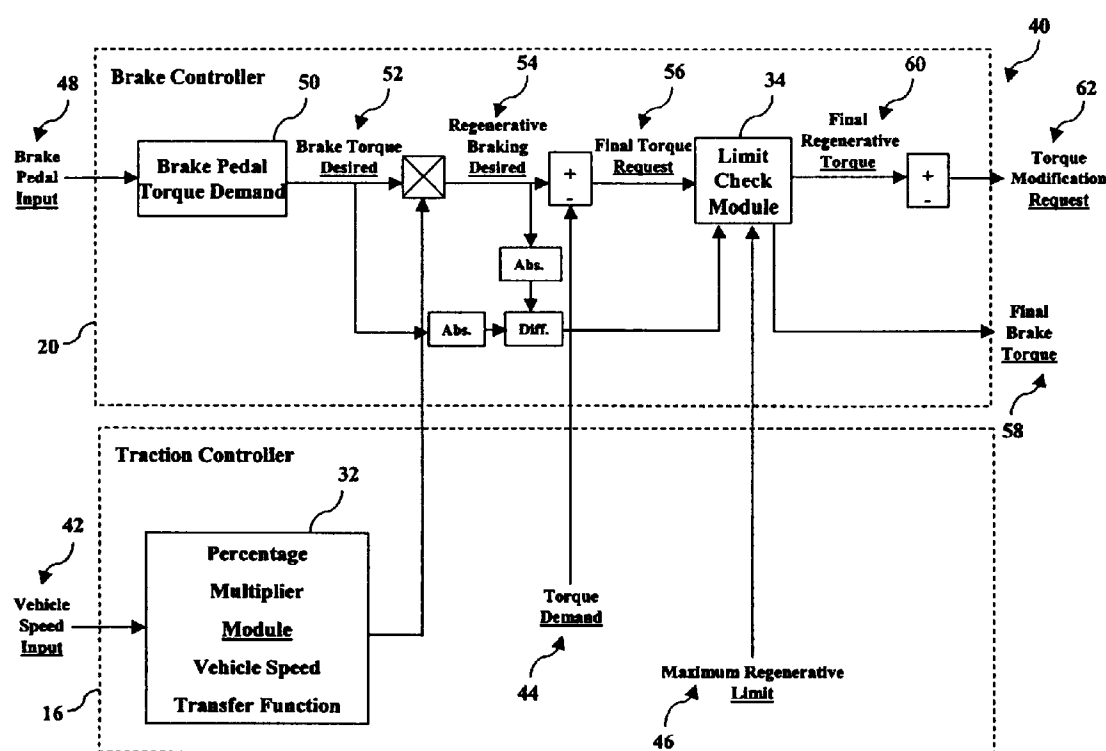 40
Brake Controller
48
50
52
54
56
34
60
62
Brake
Pedal
Input
Brake Pedal
Torque Demand
Brake Torque
Desired
Regenerative
Braking
Desired
+
-
Final Torque
Request
Limit
Check
Module
Final
Regenerative
Torque
+
-
Torque
Modification
Request
Abs.
Abs.
Diff.
20
Final
Brake
Torque
58
Traction Controller
42
32
Vehicle
Speed
Input
Percentage
Multiplier
Module
Vehicle Speed
Transfer Function
Torque
Demand
44
Maximum Regenerative
Limit
46
16